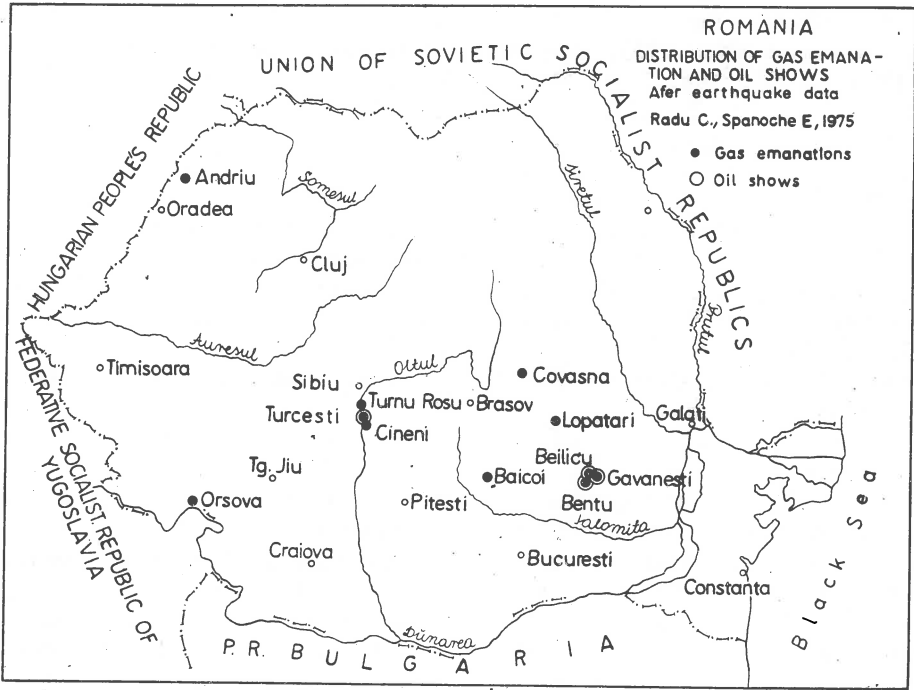 ROMANIA
DISTRIBUTION OF GAS EMANA-
TION AND OIL SHOWS
Afer earthquake data
Radu C., Spanoche E, 1975
Gas emanations
Oil shows
UNION OF SOVIETIC SOCIALIST REPUBLICS
HUNGARIAN PEOPLE'S REPUBLIC
FEDERATIVE SOCIALIST REPUBLIC OF
YUGOSLAVIA
P.R. BULGARIA
Black Sea
Andriu
Oradea
Somesul
Siretul
Cluj
Prutul
Auresul
Timisoara
Oltul
Sibiu
Covasna
Turnu Rosu
Brasov
Turcesti
Lopatari
Galati
Cineni
Beilicu
Tg. Jiu
Baicoi
Gavanesti
Orsova
Pitesti
Bentu
Ialomita
Craiova
Bucuresti
Constanta
Dunarea